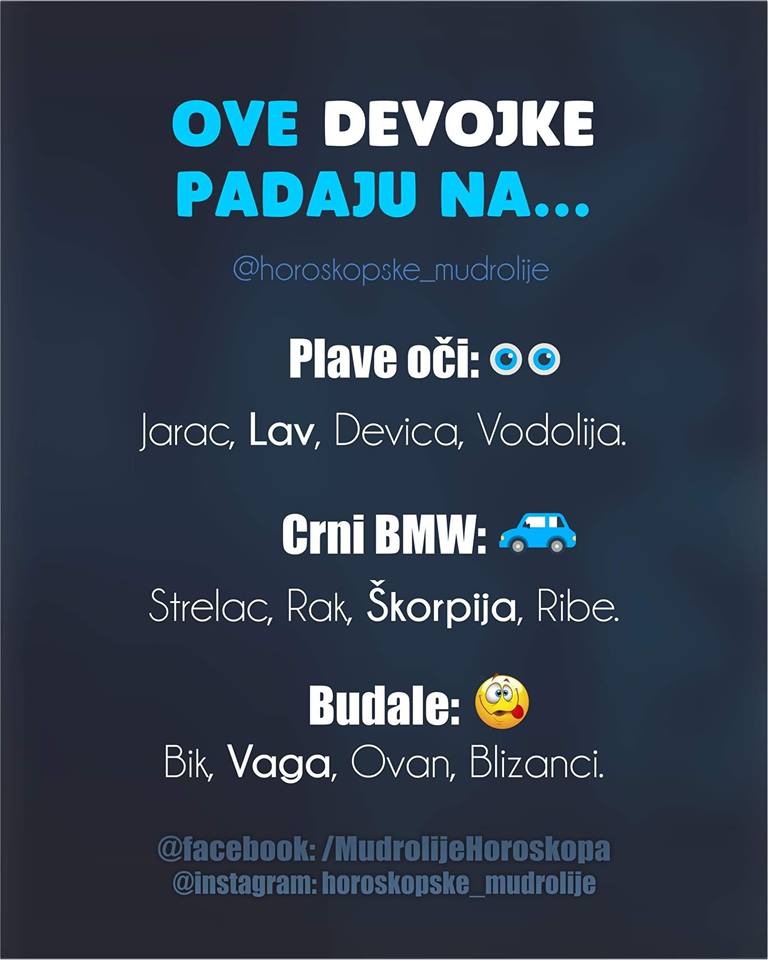 OVE DEVOJKE
PADAJU NA...
@horoskopske_mudrolije
Plave oči:
Jarac, Lav, Devica, Vodolija.
Crni BMW:
Strelac, Rak, Škorpija, Ribe.
Budale:
Bik, Vaga, Ovan, Blizanci.
@facebook: /MudrolijeHoroskopa
@instagram: horoskopske_mudrolije